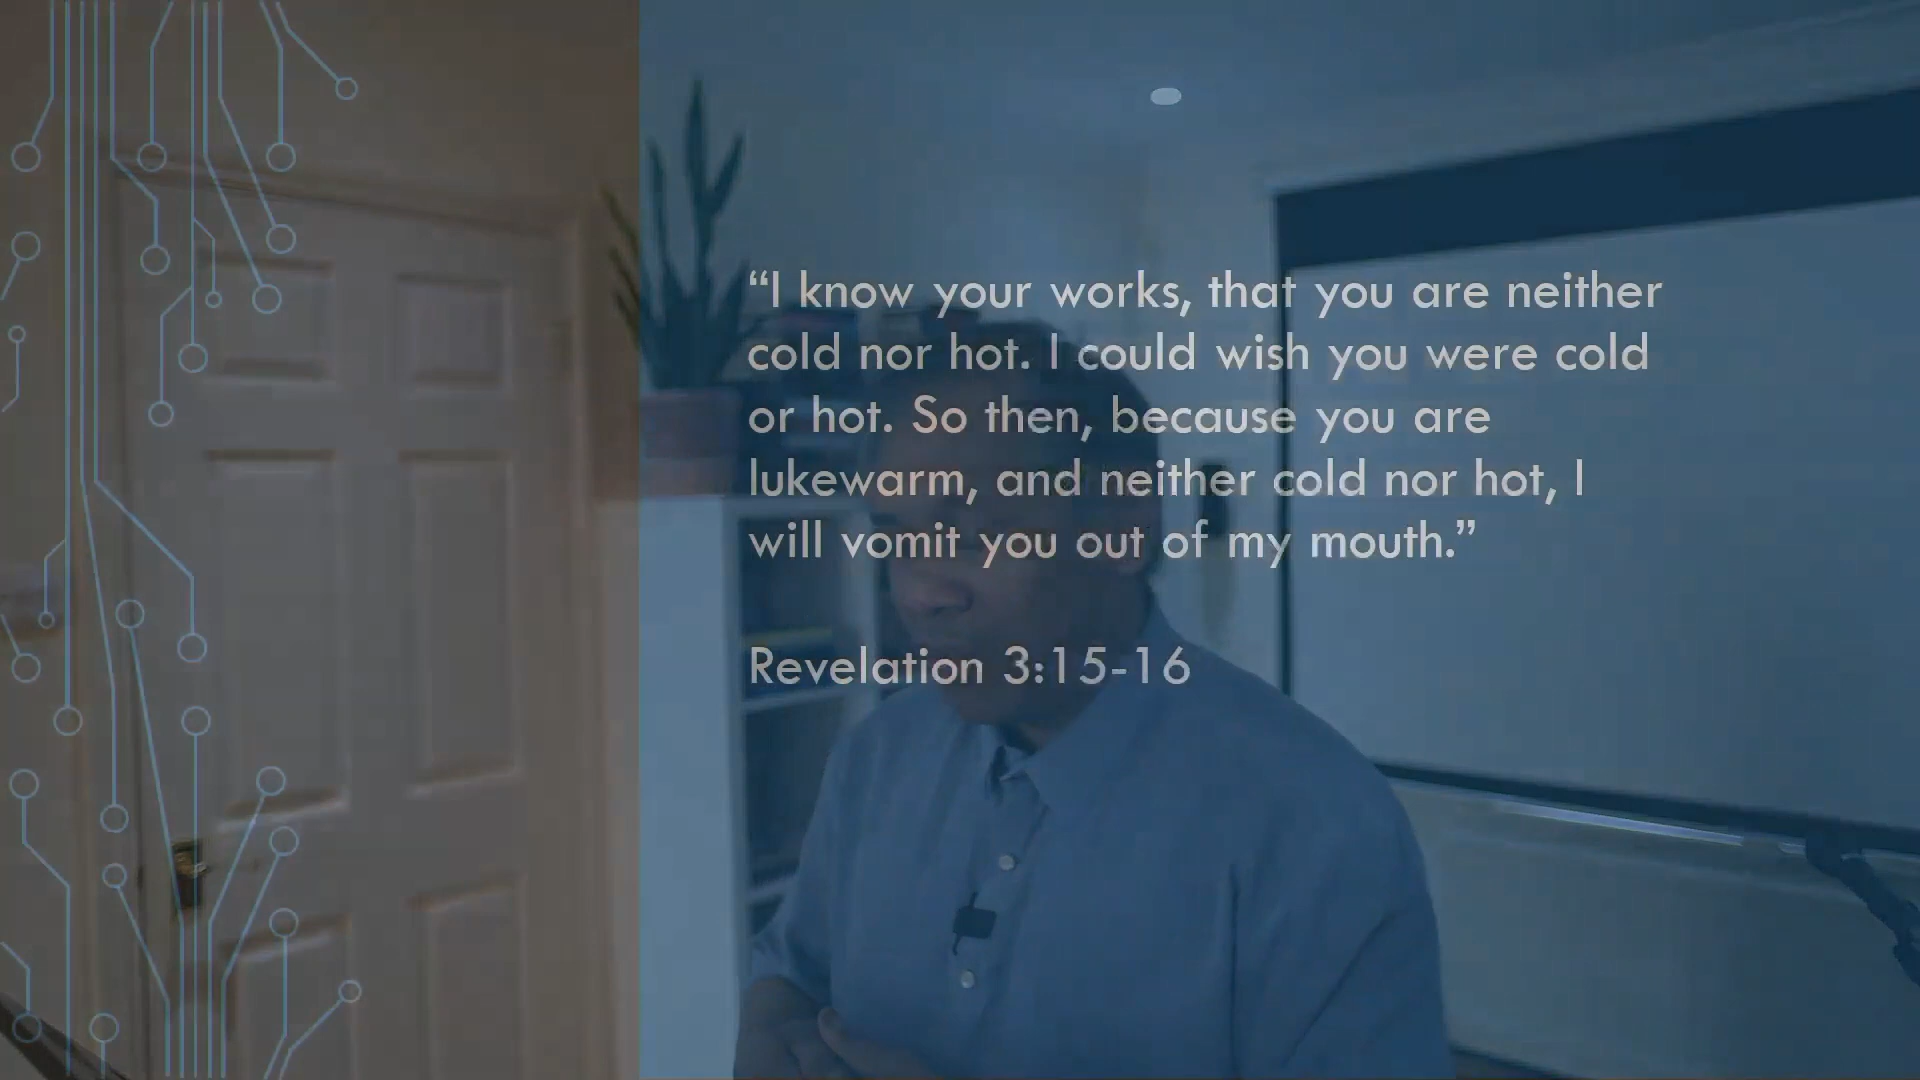 “I know your works, that you are neither
cold nor hot. I could wish you were cold
or hot. So then, because you are
lukewarm, and neither cold nor hot, I
will vomit you out of my mouth.”
Revelation 3:15-16